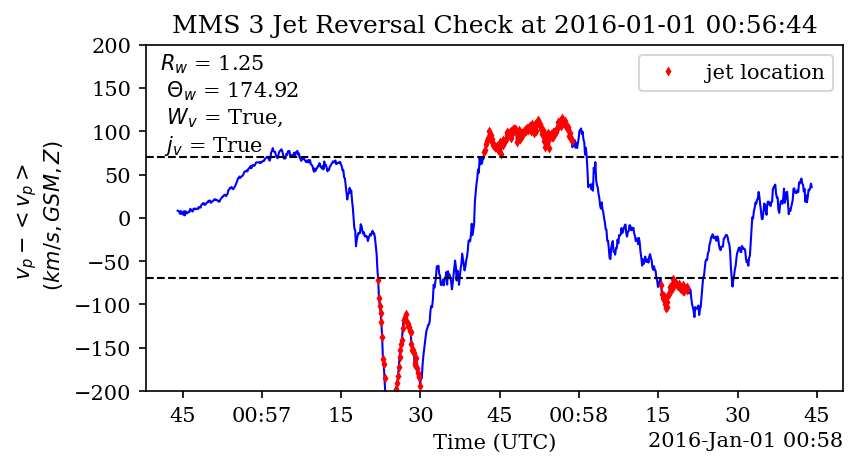 MMS 3 Jet Reversal Check at 2016-01-01 00:56:44
R_w = 1.25
Θ_w = 174.92
W_v = True,
j_v = True
jet location
v_p − < v_p >
(km/s, GSM, Z)
200
150
100
50
0
−50
−100
−150
−200
45 00:57 15 30 45 00:58 15 30 45
Time (UTC)
2016-Jan-01 00:58